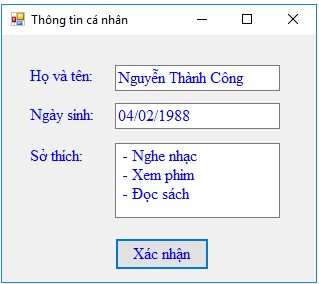 Thông tin cá nhân
Họ và tên: Nguyễn Thành Công
Ngày sinh: 04/02/1988
Sở thích: - Nghe nhạc
- Xem phim
- Đọc sách
Xác nhận